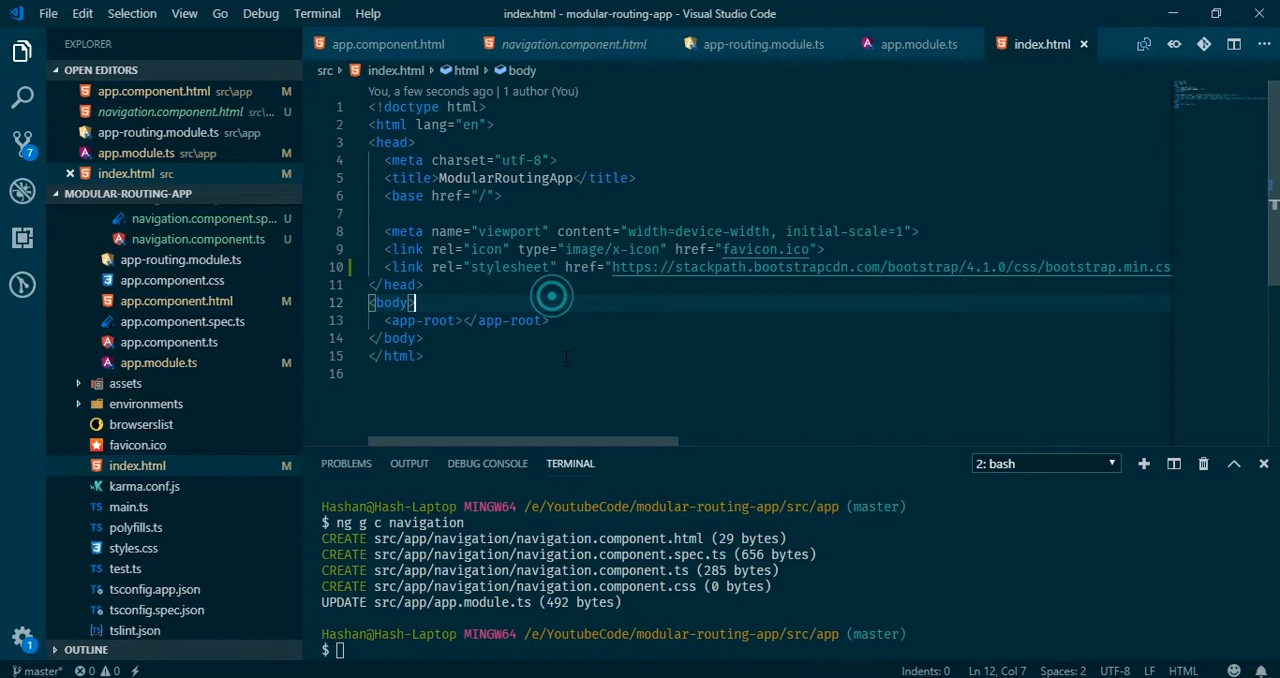 File Edit Selection View Go Debug Terminal Help index.html - modular-routing-app - Visual Studio Code
EXPLORER
OPEN EDITORS
app.component.html src\app M
navigation.component.html src\... U
app-routing.module.ts src\app
app.module.ts src\app M
index.html src M
MODULAR-ROUTING-APP
navigation.component.sp... U
navigation.component.ts U
app-routing.module.ts
app.component.css
app.component.html M
app.component.spec.ts
app.component.ts
app.module.ts M
assets
environments
browserslist
favicon.ico
index.html M
karma.conf.js
main.ts
polyfills.ts
styles.css
test.ts
tsconfig.app.json
tsconfig.spec.json
tslint.json
OUTLINE
7
1
app.component.html navigation.component.html app-routing.module.ts app.module.ts index.html
src index.html html body
You, a few seconds ago | 1 author (You)
1 <!doctype html>
2 <html lang="en">
3 <head>
4 <meta charset="utf-8">
5 <title>ModularRoutingApp</title>
6 <base href="/">
7
8 <meta name="viewport" content="width=device-width, initial-scale=1">
9 <link rel="icon" type="image/x-icon" href="favicon.ico">
10 <link rel="stylesheet" href="https://stackpath.bootstrapcdn.com/bootstrap/4.1.0/css/bootstrap.min.cs
11 </head>
12 <body>
13 <app-root></app-root>
14 </body>
15 </html>
16
PROBLEMS OUTPUT DEBUG CONSOLE TERMINAL 2: bash
Hashan@Hash-Laptop MINGW64 /e/YoutubeCode/modular-routing-app/src/app (master)
$ ng g c navigation
CREATE src/app/navigation/navigation.component.html (29 bytes)
CREATE src/app/navigation/navigation.component.spec.ts (656 bytes)
CREATE src/app/navigation/navigation.component.ts (285 bytes)
CREATE src/app/navigation/navigation.component.css (0 bytes)
UPDATE src/app/app.module.ts (492 bytes)
Hashan@Hash-Laptop MINGW64 /e/YoutubeCode/modular-routing-app/src/app (master)
$
master* 0 0 Indents: 0 Ln 12, Col 7 Spaces: 2 UTF-8 LF HTML